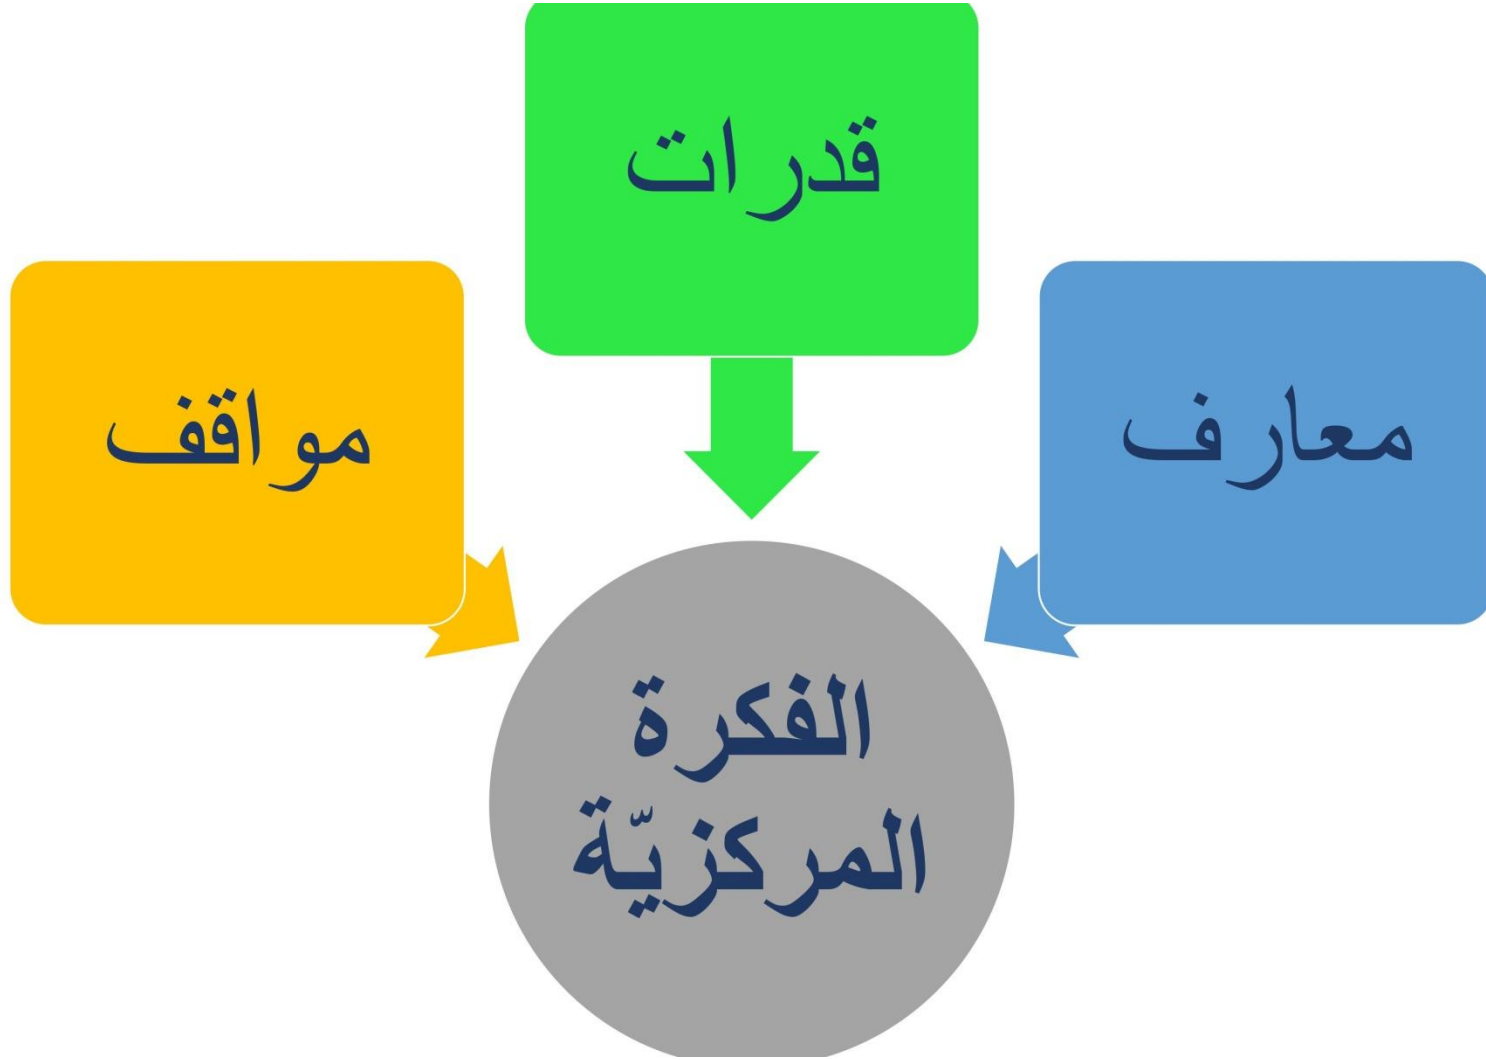 قدرات
معارف
مواقف
الفكرة
المركزيّة